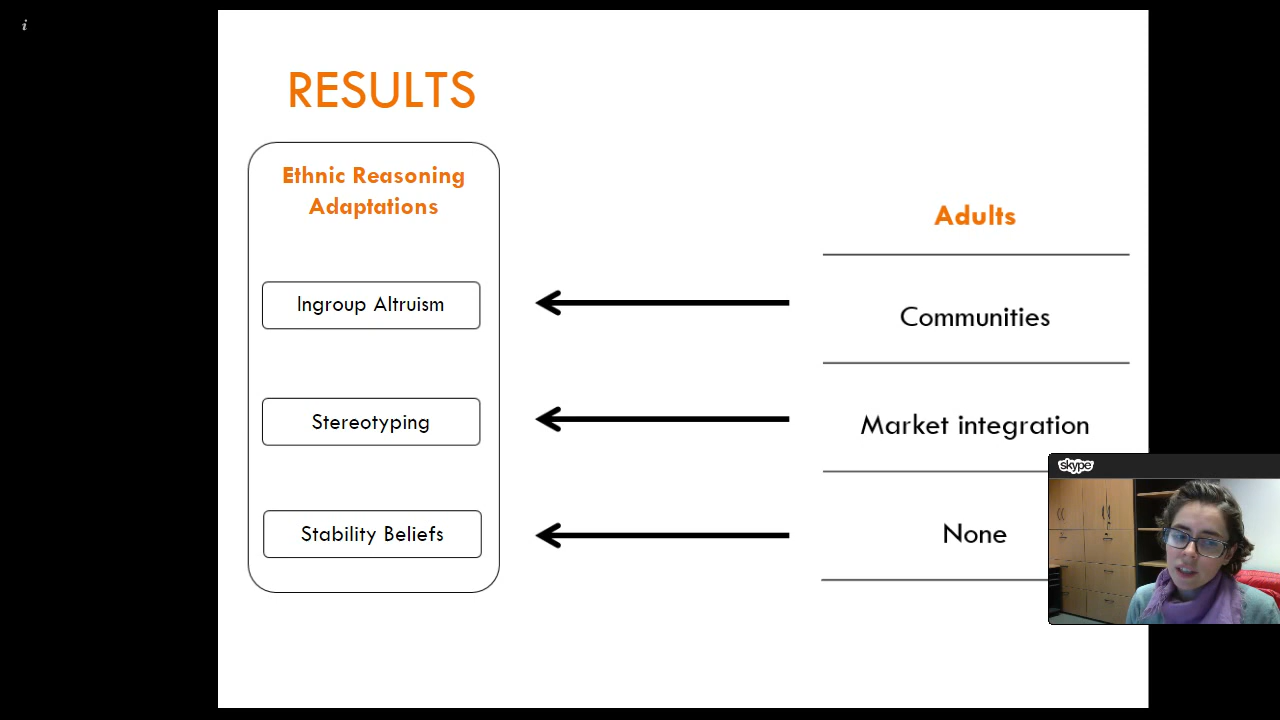 i
RESULTS
Ethnic Reasoning
Adaptations
Adults
Ingroup Altruism
Communities
Stereotyping
Market integration
skype
Stability Beliefs
None